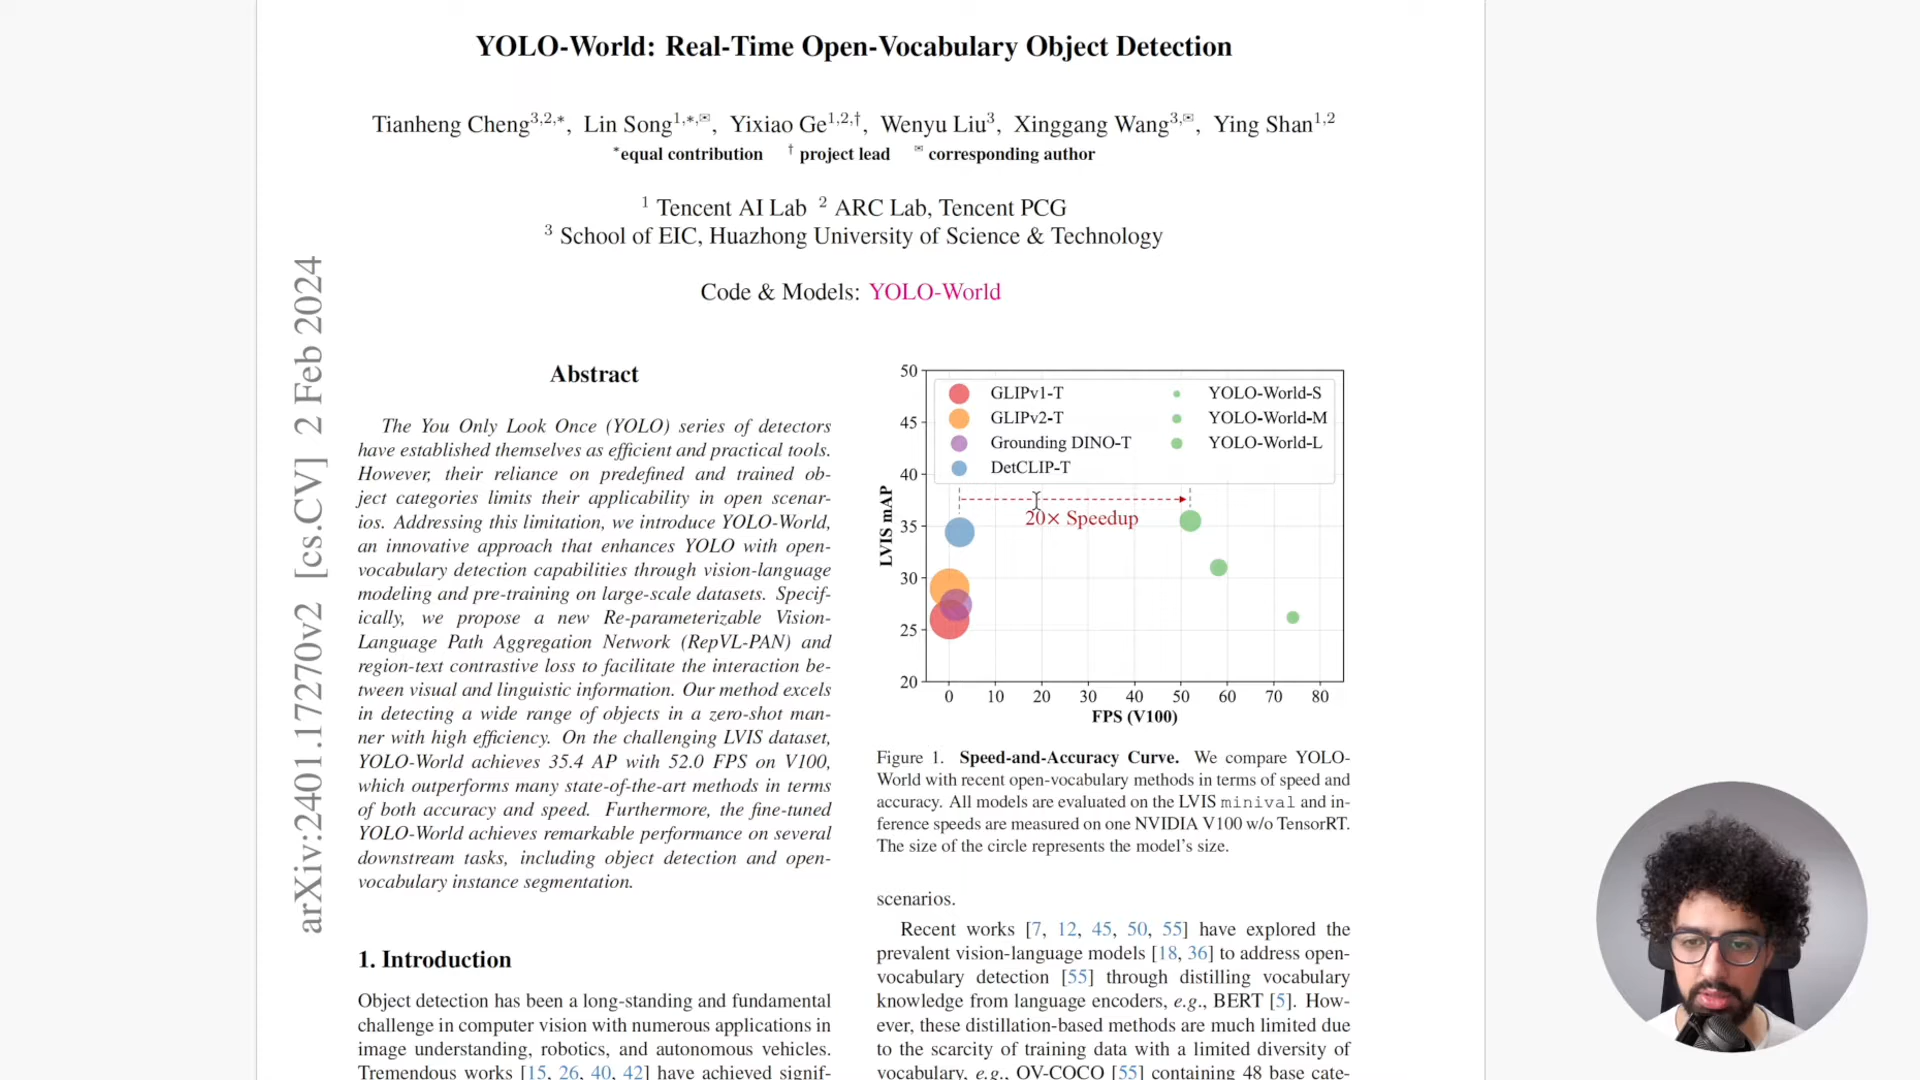 YOLO-World: Real-Time Open-Vocabulary Object Detection
Tianheng Cheng3,2,*, Lin Song1,*,✉, Yixiao Ge1,2,†, Wenyu Liu3, Xinggang Wang3,✉, Ying Shan1,2
*equal contribution † project lead ✉ corresponding author
1 Tencent AI Lab 2 ARC Lab, Tencent PCG
3 School of EIC, Huazhong University of Science & Technology
Code & Models: YOLO-World
arXiv:2401.17270v2 [cs.CV] 2 Feb 2024
Abstract
The You Only Look Once (YOLO) series of detectors
have established themselves as efficient and practical tools.
However, their reliance on predefined and trained ob-
ject categories limits their applicability in open scenar-
ios. Addressing this limitation, we introduce YOLO-World,
an innovative approach that enhances YOLO with open-
vocabulary detection capabilities through vision-language
modeling and pre-training on large-scale datasets. Specif-
ically, we propose a new Re-parameterizable Vision-
Language Path Aggregation Network (RepVL-PAN) and
region-text contrastive loss to facilitate the interaction be-
tween visual and linguistic information. Our method excels
in detecting a wide range of objects in a zero-shot man-
ner with high efficiency. On the challenging LVIS dataset,
YOLO-World achieves 35.4 AP with 52.0 FPS on V100,
which outperforms many state-of-the-art methods in terms
of both accuracy and speed. Furthermore, the fine-tuned
YOLO-World achieves remarkable performance on several
downstream tasks, including object detection and open-
vocabulary instance segmentation.
1. Introduction
Object detection has been a long-standing and fundamental
challenge in computer vision with numerous applications in
image understanding, robotics, and autonomous vehicles.
Tremendous works [15, 26, 40, 42] have achieved signif-
50
45
40
35
30
25
20
LVIS mAP
GLIPv1-T
GLIPv2-T
Grounding DINO-T
DetCLIP-T
YOLO-World-S
YOLO-World-M
YOLO-World-L
20× Speedup
0 10 20 30 40 50 60 70 80
FPS (V100)
Figure 1. Speed-and-Accuracy Curve. We compare YOLO-
World with recent open-vocabulary methods in terms of speed and
accuracy. All models are evaluated on the LVIS minival and in-
ference speeds are measured on one NVIDIA V100 w/o TensorRT.
The size of the circle represents the model's size.
scenarios.
Recent works [7, 12, 45, 50, 55] have explored the
prevalent vision-language models [18, 36] to address open-
vocabulary detection [55] through distilling vocabulary
knowledge from language encoders, e.g., BERT [5]. How-
ever, these distillation-based methods are much limited due
to the scarcity of training data with a limited diversity of
vocabulary, e.g., OV-COCO [55] containing 48 base cate-